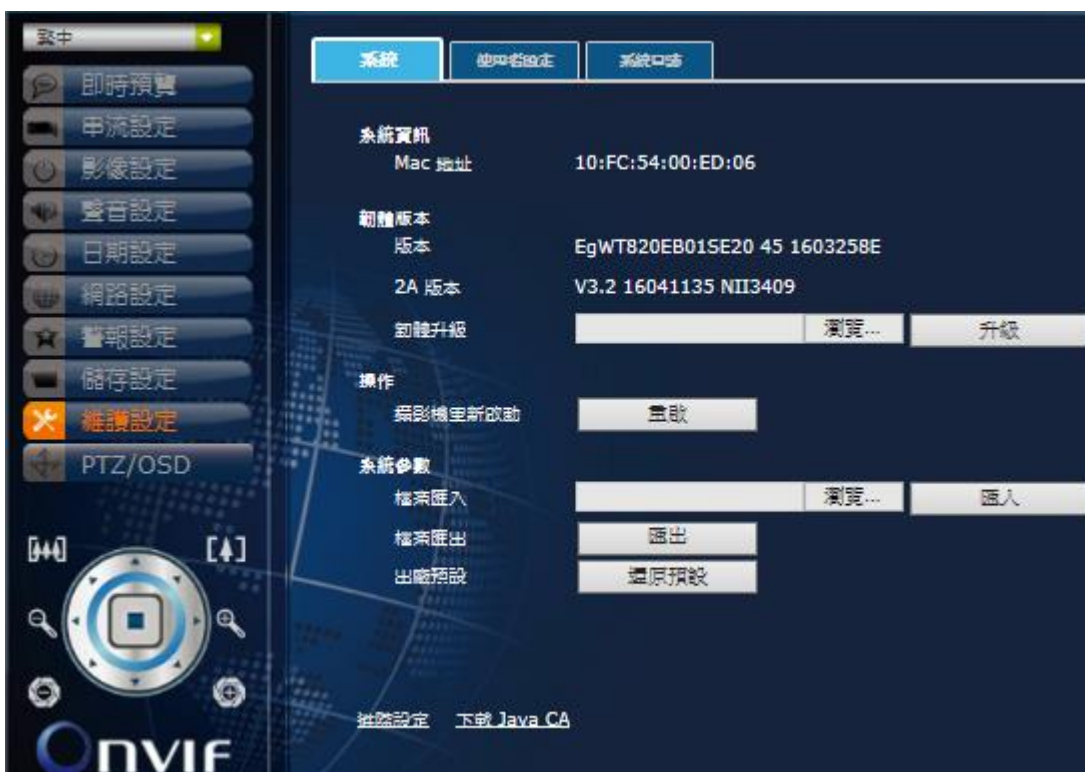 繁中
即時預覽
串流設定
影像設定
聲音設定
日期設定
網路設定
警報設定
儲存設定
維護設定
PTZ/OSD
系統 使用者設定 系統日誌
系統資訊
Mac 地址 10:FC:54:00:ED:06
韌體版本
版本 EgWT820EB01SE20 45 1603258E
2A 版本 V3.2 16041135 NII3409
韌體升級 瀏覽... 升級
操作
攝影機重新啟動 重啟
系統參數
檔案匯入 瀏覽... 匯入
檔案匯出 匯出
出廠預設 還原預設
進階設定 下載 Java CA
ONVIF